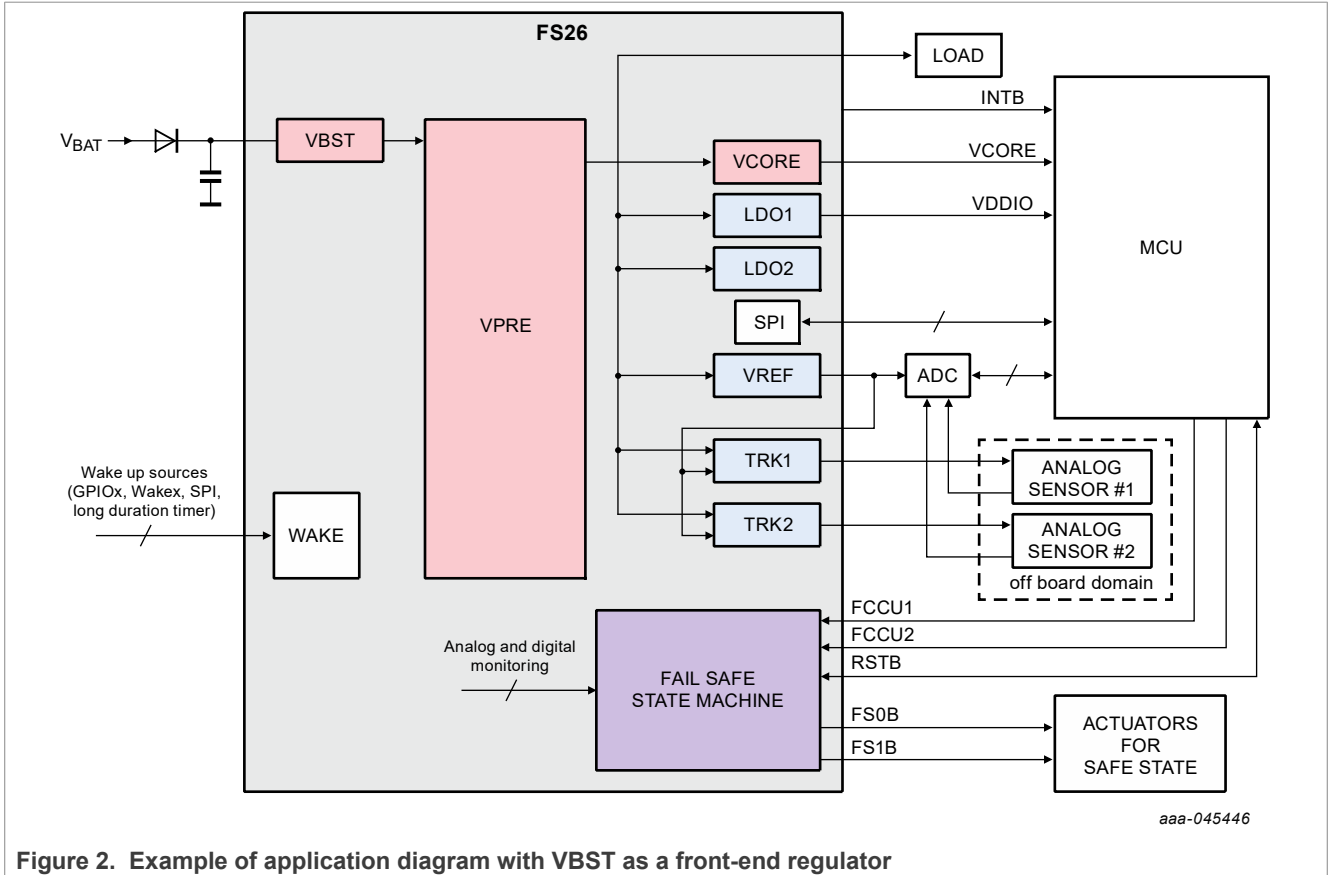 FS26
LOAD
INTB
VBAT
VBST
VCORE
VCORE
LDO1
VDDIO
MCU
LDO2
VPRE
SPI
VREF
ADC
TRK1
ANALOG
SENSOR #1
Wake up sources
(GPIOx, Wakex, SPI,
long duration timer)
WAKE
TRK2
ANALOG
SENSOR #2
off board domain
FCCU1
FCCU2
RSTB
Analog and digital
monitoring
FAIL SAFE
STATE MACHINE
FS0B
FS1B
ACTUATORS
FOR
SAFE STATE
aaa-045446
Figure 2. Example of application diagram with VBST as a front-end regulator